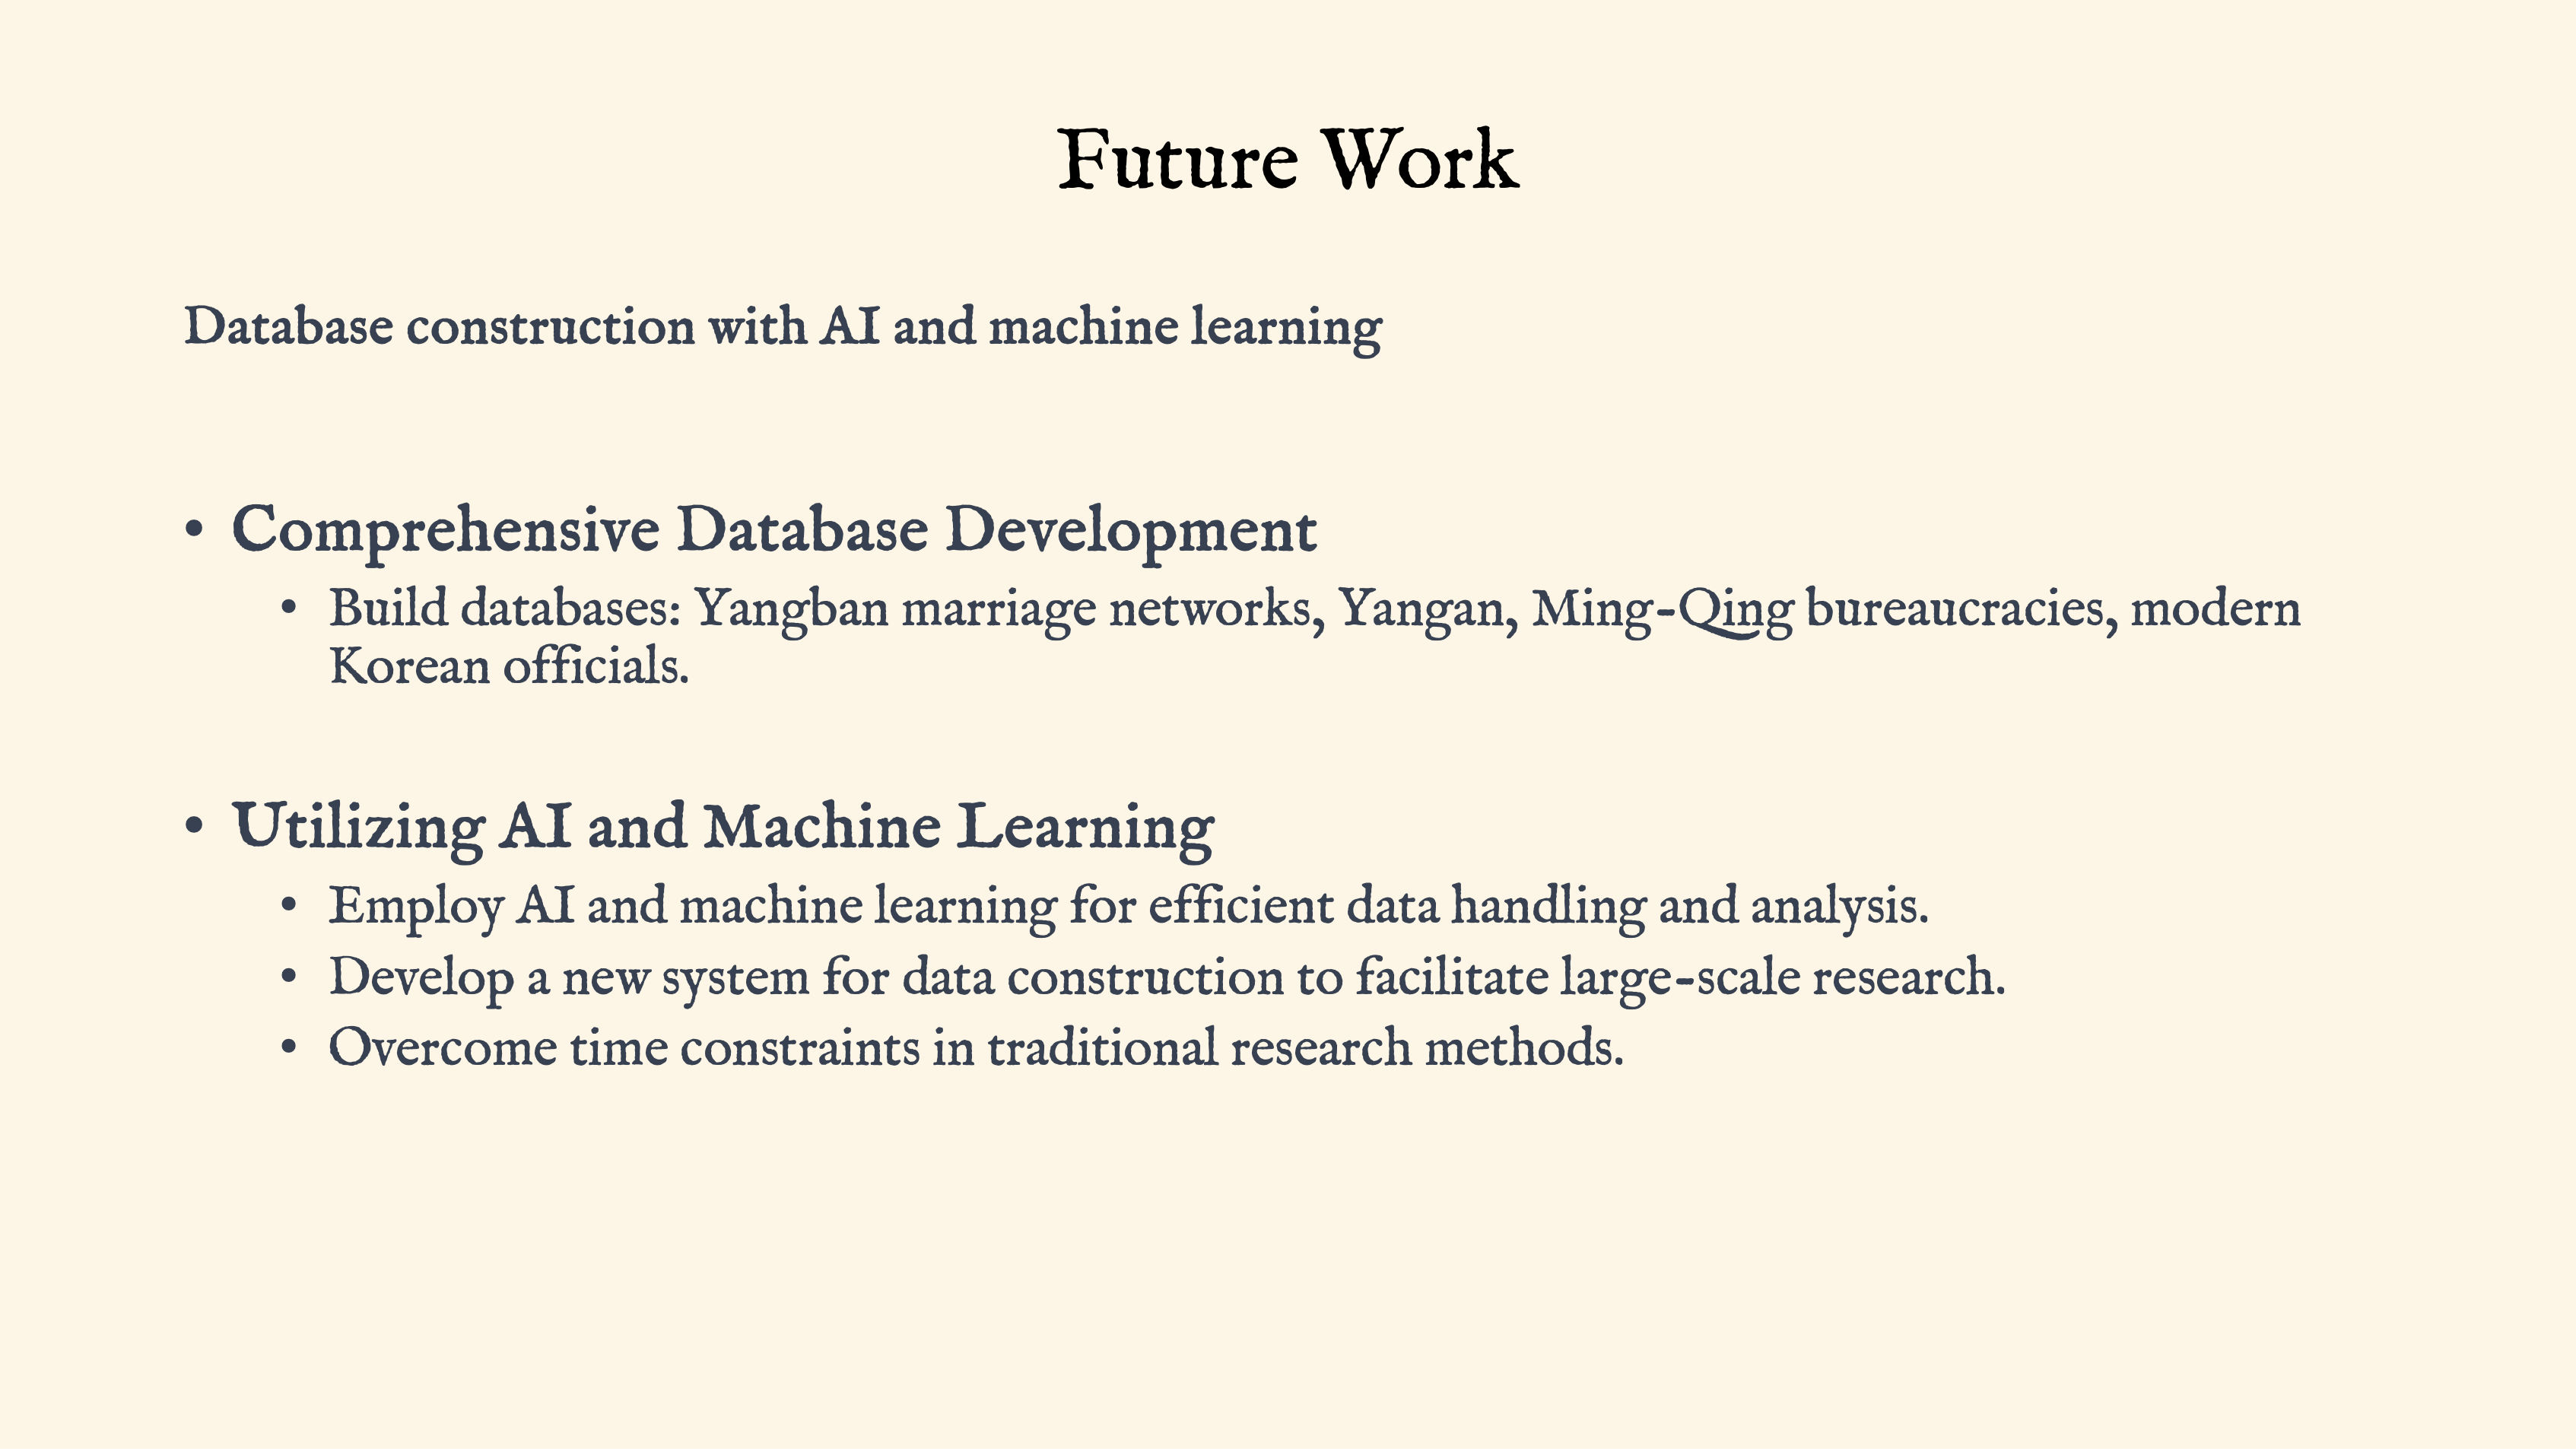 Future Work
Database construction with AI and machine learning
• Comprehensive Database Development
• Build databases: Yangban marriage networks, Yangan, Ming-Qing bureaucracies, modern
Korean officials.
• Utilizing AI and Machine Learning
• Employ AI and machine learning for efficient data handling and analysis.
• Develop a new system for data construction to facilitate large-scale research.
• Overcome time constraints in traditional research methods.